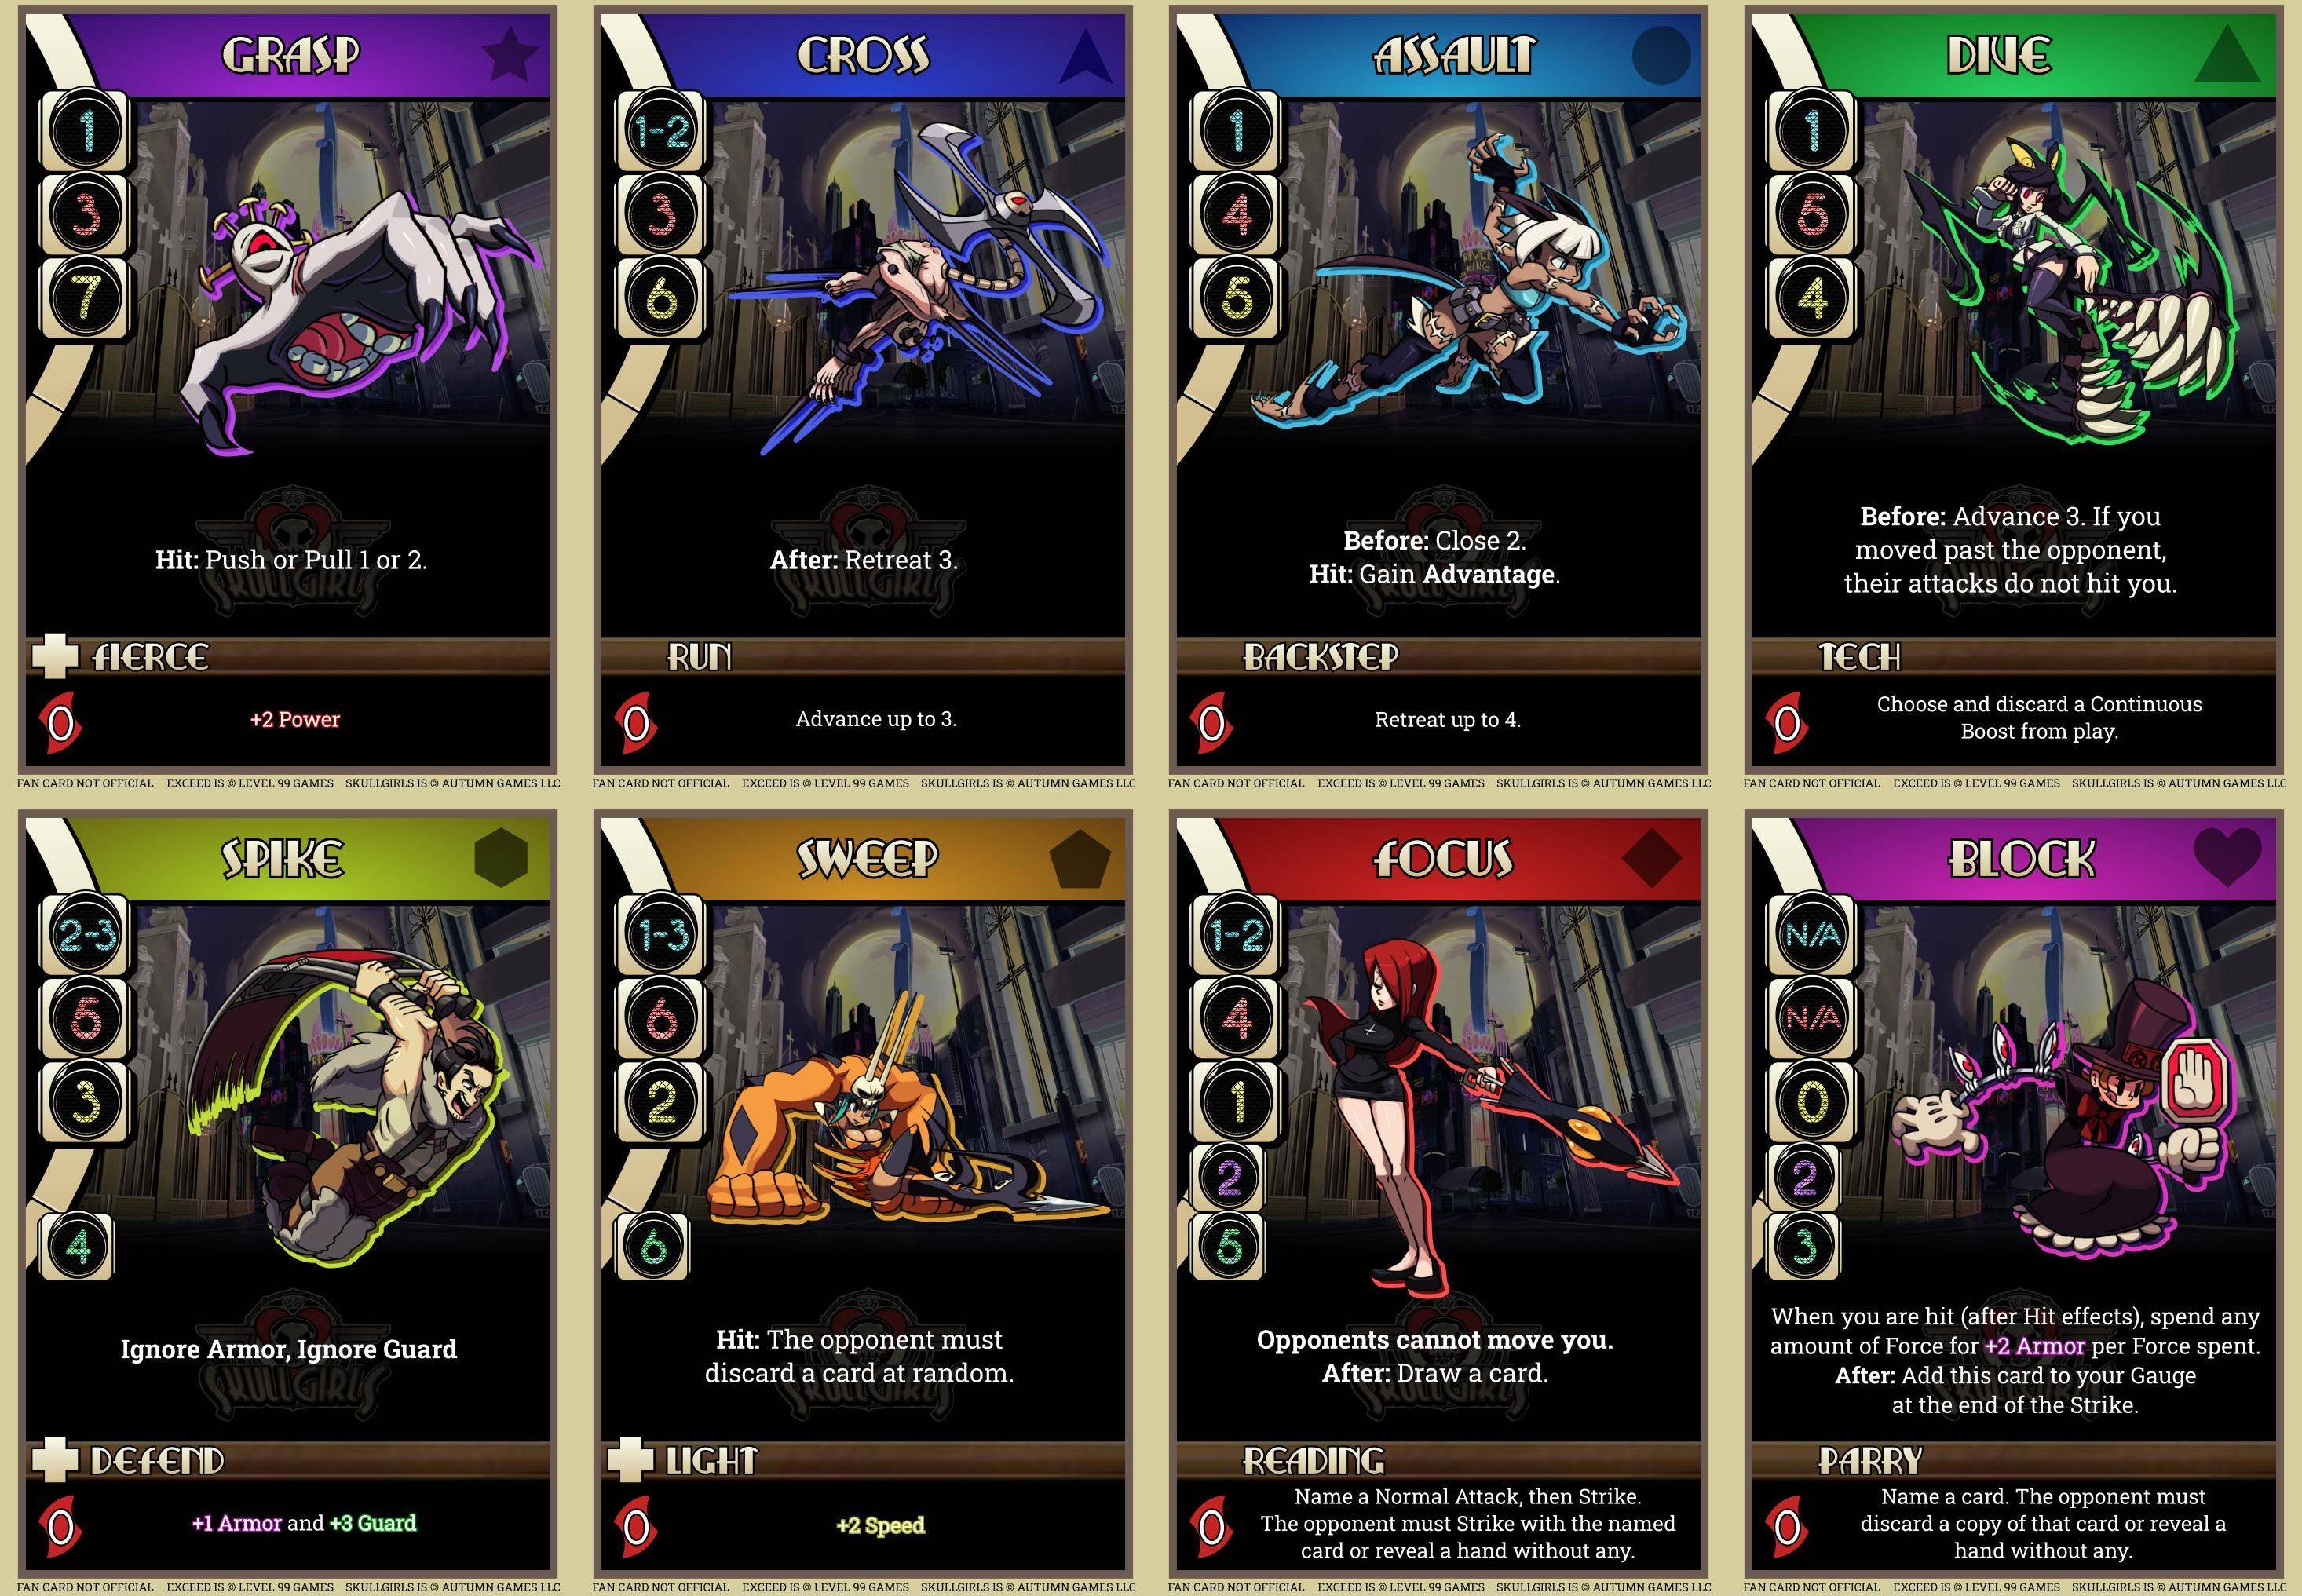 GRASP
1
3
7
Hit: Push or Pull 1 or 2.
SKULLGIRLS
FIERCE
0
+2 Power
FAN CARD NOT OFFICIAL EXCEED IS © LEVEL 99 GAMES SKULLGIRLS IS © AUTUMN GAMES LLC
CROSS
1-2
3
6
After: Retreat 3.
SKULLGIRLS
RUN
0
Advance up to 3.
FAN CARD NOT OFFICIAL EXCEED IS © LEVEL 99 GAMES SKULLGIRLS IS © AUTUMN GAMES LLC
ASSAULT
1
4
5
RIVER
KING
Before: Close 2.
Hit: Gain Advantage.
SKULLGIRLS
BACKSTEP
0
Retreat up to 4.
FAN CARD NOT OFFICIAL EXCEED IS © LEVEL 99 GAMES SKULLGIRLS IS © AUTUMN GAMES LLC
DIVE
1
5
4
Before: Advance 3. If you
moved past the opponent,
their attacks do not hit you.
SKULLGIRLS
TECH
0
Choose and discard a Continuous
Boost from play.
FAN CARD NOT OFFICIAL EXCEED IS © LEVEL 99 GAMES SKULLGIRLS IS © AUTUMN GAMES LLC
SPIKE
2-3
5
3
4
Ignore Armor, Ignore Guard
SKULLGIRLS
DEFEND
0
+1 Armor and +3 Guard
FAN CARD NOT OFFICIAL EXCEED IS © LEVEL 99 GAMES SKULLGIRLS IS © AUTUMN GAMES LLC
SWEEP
1-3
6
2
6
Hit: The opponent must
discard a card at random.
SKULLGIRLS
LIGHT
0
+2 Speed
FAN CARD NOT OFFICIAL EXCEED IS © LEVEL 99 GAMES SKULLGIRLS IS © AUTUMN GAMES LLC
FOCUS
1-2
4
1
2
5
Opponents cannot move you.
After: Draw a card.
SKULLGIRLS
READING
0
Name a Normal Attack, then Strike.
The opponent must Strike with the named
card or reveal a hand without any.
FAN CARD NOT OFFICIAL EXCEED IS © LEVEL 99 GAMES SKULLGIRLS IS © AUTUMN GAMES LLC
BLOCK
N/A
N/A
0
2
3
When you are hit (after Hit effects), spend any
amount of Force for +2 Armor per Force spent.
After: Add this card to your Gauge
at the end of the Strike.
SKULLGIRLS
PARRY
0
Name a card. The opponent must
discard a copy of that card or reveal a
hand without any.
FAN CARD NOT OFFICIAL EXCEED IS © LEVEL 99 GAMES SKULLGIRLS IS © AUTUMN GAMES LLC